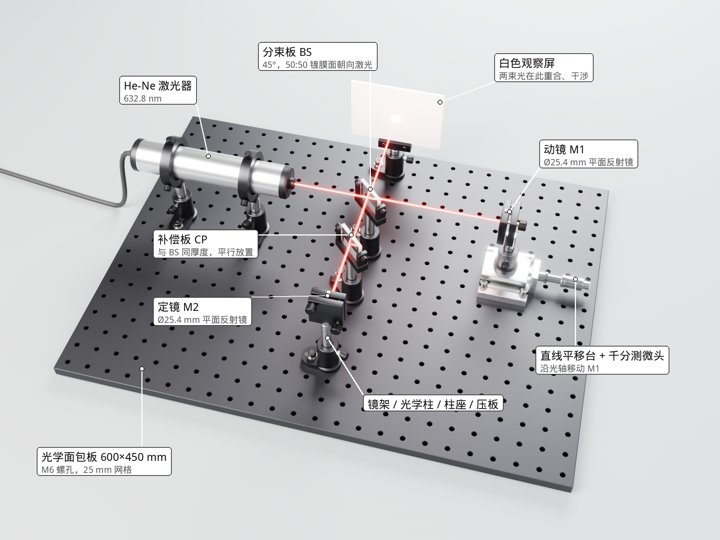 分束板 BS
45°，50:50 镀膜面朝向激光
白色观察屏
两束光在此重合、干涉
He-Ne 激光器
632.8 nm
动镜 M1
Ø25.4 mm 平面反射镜
补偿板 CP
与 BS 同厚度，平行放置
定镜 M2
Ø25.4 mm 平面反射镜
直线平移台 + 千分测微头
沿光轴移动 M1
镜架 / 光学柱 / 柱座 / 压板
光学面包板 600×450 mm
M6 螺孔，25 mm 网格